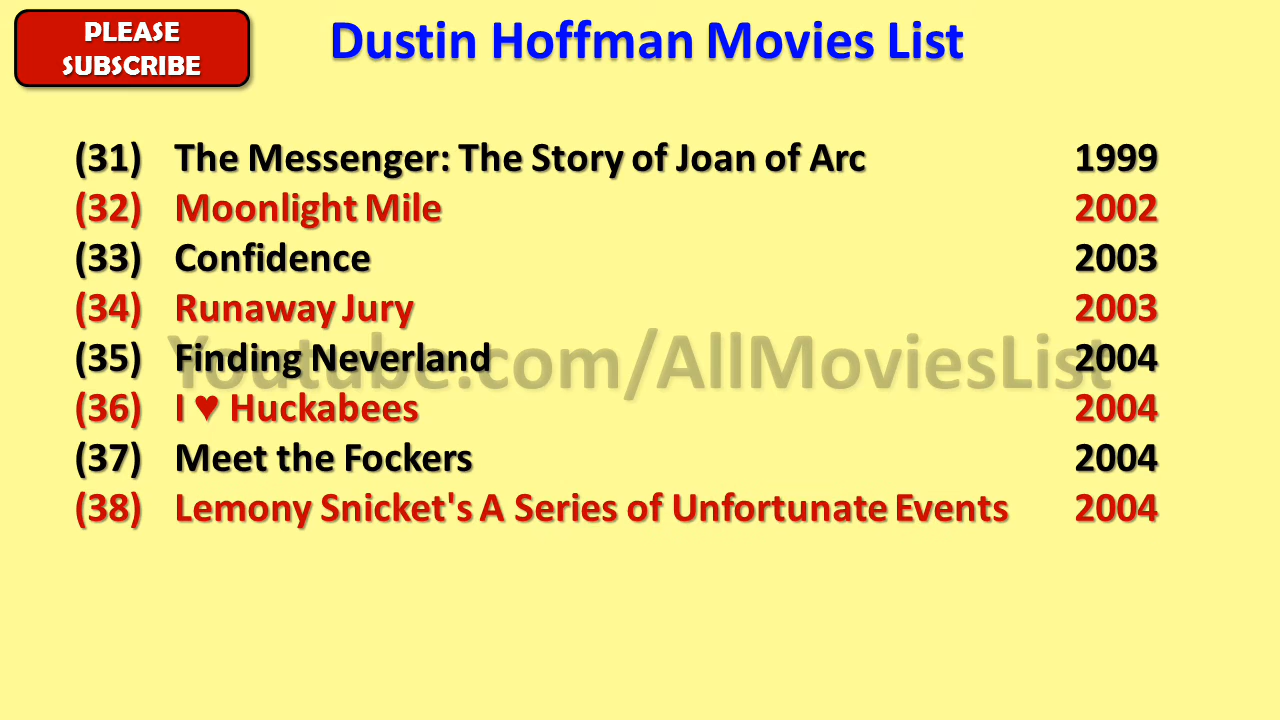 PLEASE
SUBSCRIBE
Dustin Hoffman Movies List
(31) The Messenger: The Story of Joan of Arc 1999
(32) Moonlight Mile 2002
(33) Confidence 2003
(34) Runaway Jury 2003
Youtube.com/AllMoviesList
(35) Finding Neverland 2004
(36) I ♥ Huckabees 2004
(37) Meet the Fockers 2004
(38) Lemony Snicket's A Series of Unfortunate Events 2004